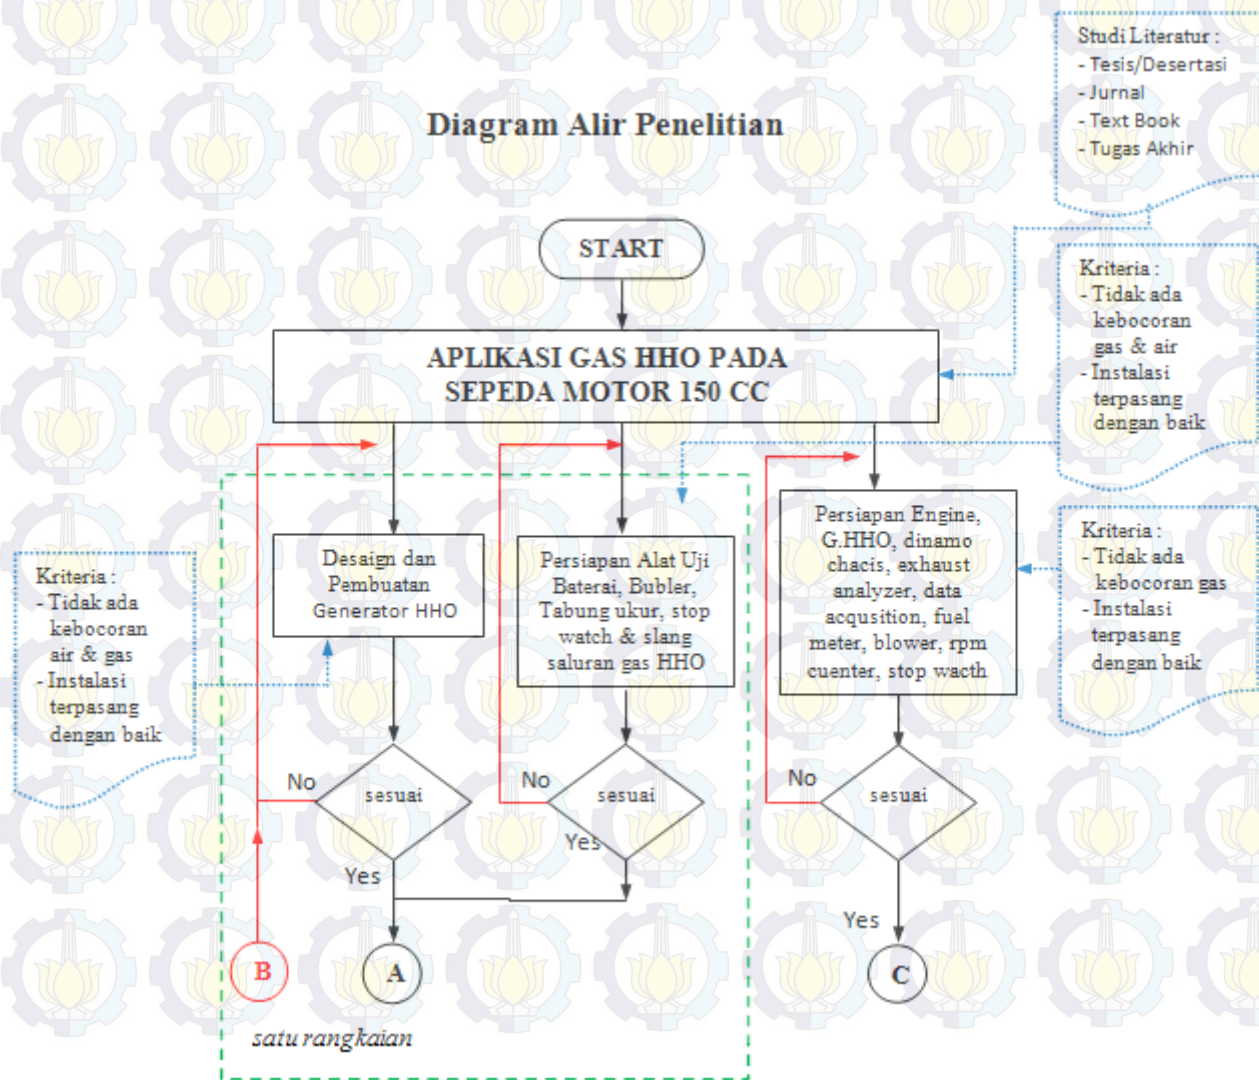 Studi Literatur :
- Tesis/Desertasi
- Jurnal
- Text Book
- Tugas Akhir
Diagram Alir Penelitian
START
APLIKASI GAS HHO PADA
SEPEDA MOTOR 150 CC
Kriteria :
- Tidak ada
kebocoran
gas & air
- Instalasi
terpasang
dengan baik
Kriteria :
- Tidak ada
kebocoran
air & gas
- Instalasi
terpasang
dengan baik
Desaign dan
Pembuatan
Generator HHO
Persiapan Alat Uji
Baterai, Bubler,
Tabung ukur, stop
watch & slang
saluran gas HHO
Persiapan Engine,
G.HHO, dinamo
chacis, exhaust
analyzer, data
acqusition, fuel
meter, blower, rpm
cuenter, stop wacth
Kriteria :
- Tidak ada
kebocoran gas
- Instalasi
terpasang
dengan baik
No
sesuai
Yes
No
sesuai
Yes
No
sesuai
Yes
B
A
C
satu rangkaian